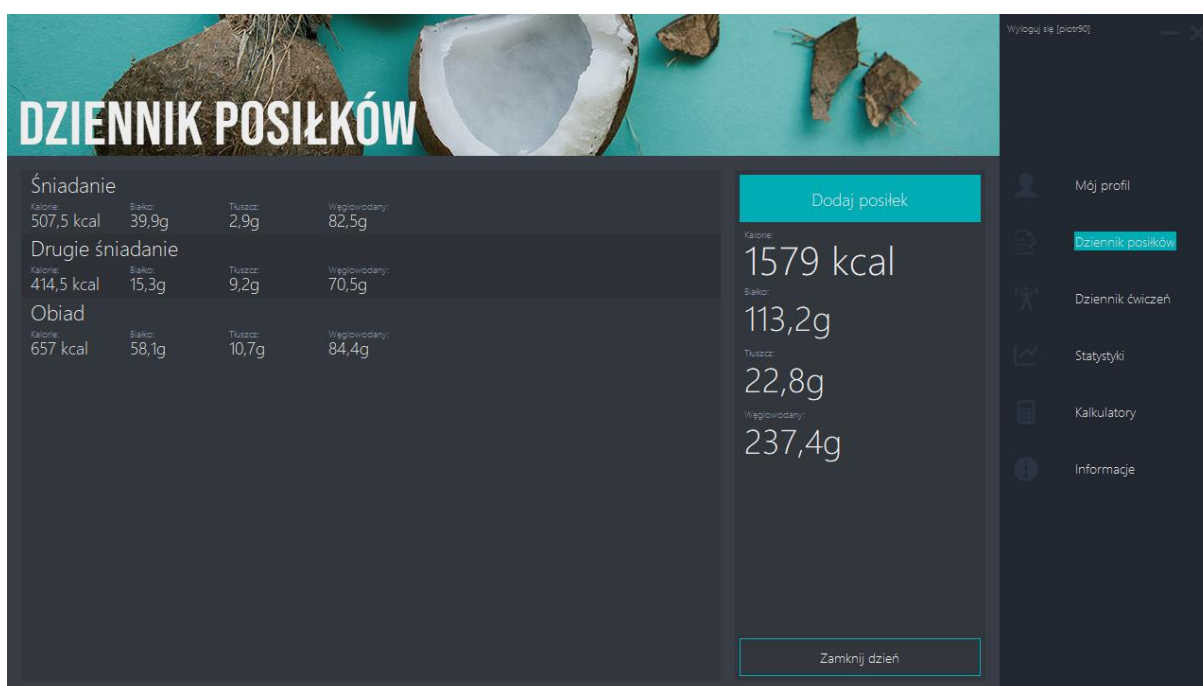 Wyloguj się [piotr90]
DZIENNIK POSIŁKÓW
Śniadanie
Kalorie: Białko: Tłuszcz: Węglowodany:
507,5 kcal 39,9g 2,9g 82,5g
Drugie śniadanie
Kalorie: Białko: Tłuszcz: Węglowodany:
414,5 kcal 15,3g 9,2g 70,5g
Obiad
Kalorie: Białko: Tłuszcz: Węglowodany:
657 kcal 58,1g 10,7g 84,4g
Dodaj posiłek
Kalorie:
1579 kcal
Białko:
113,2g
Tłuszcz:
22,8g
Węglowodany:
237,4g
Zamknij dzień
Mój profil
Dziennik posiłków
Dziennik ćwiczeń
Statystyki
Kalkulatory
Informacje